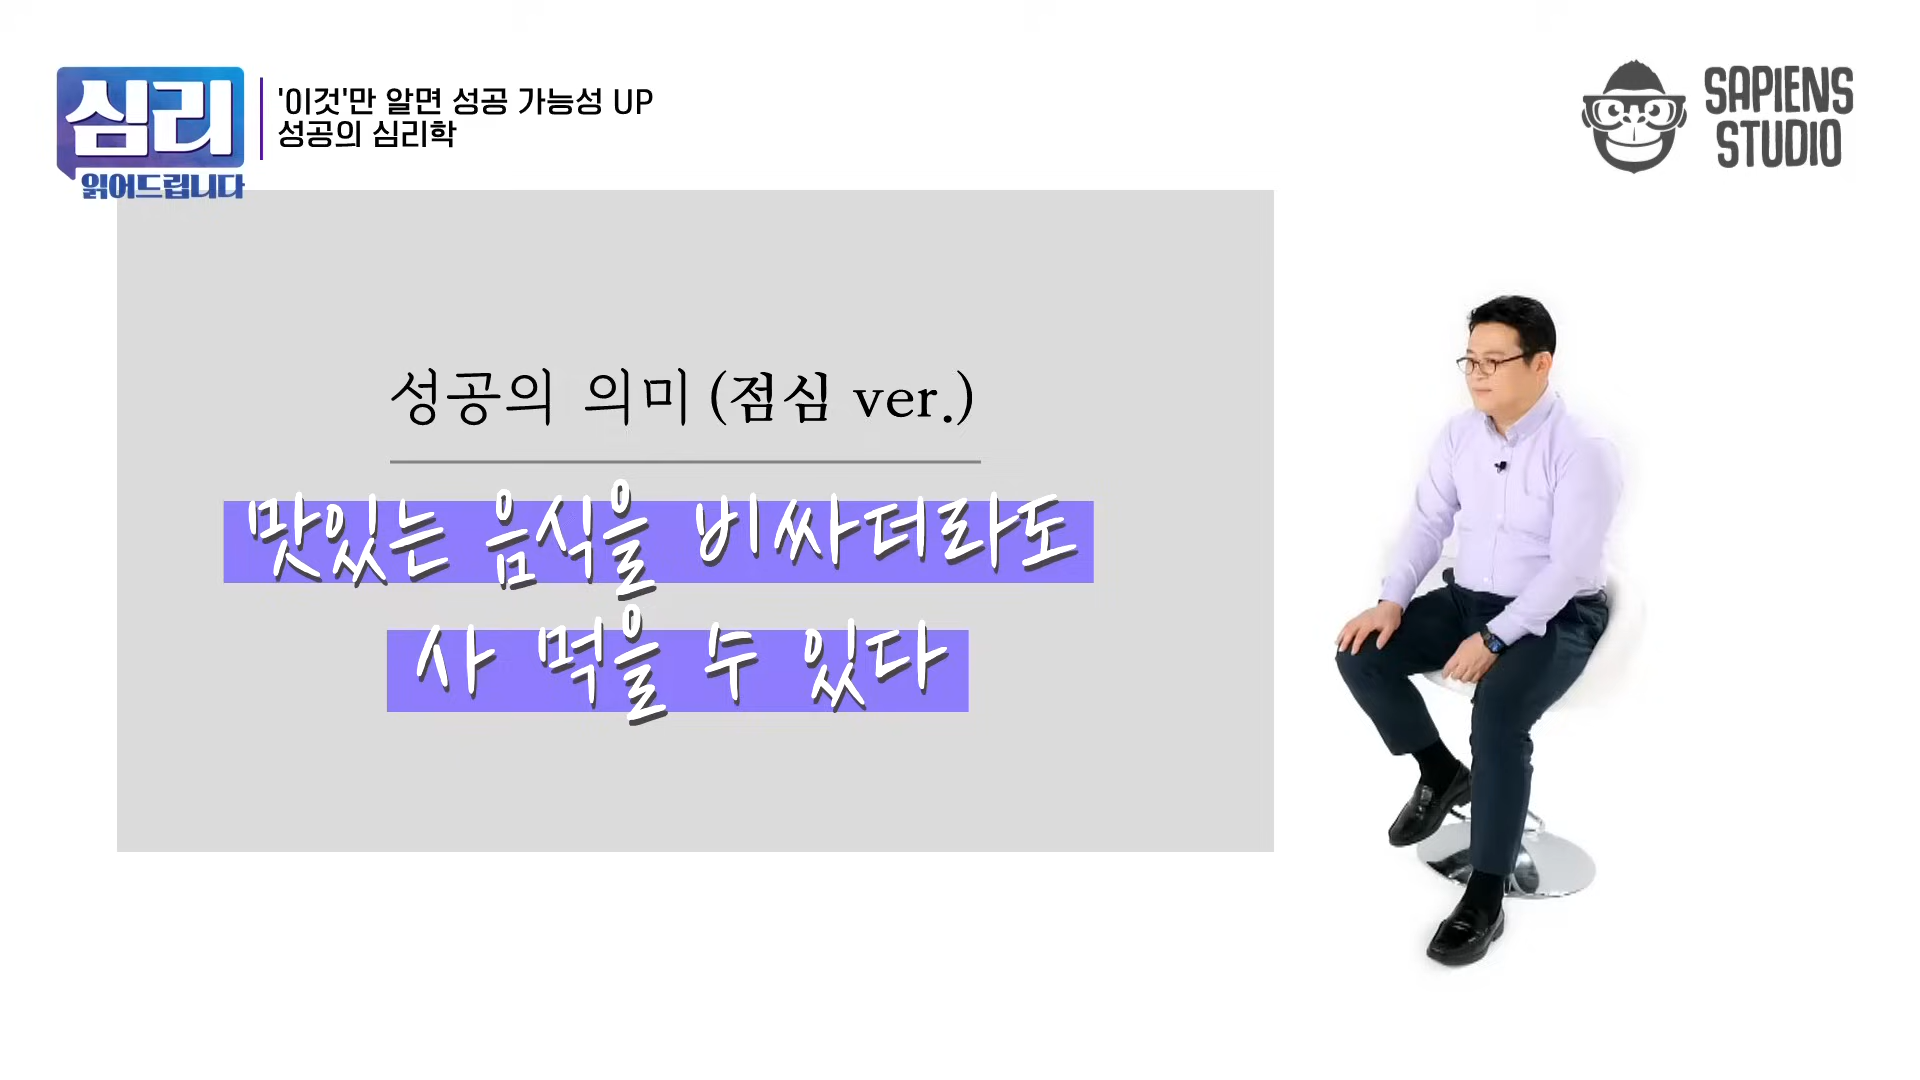 심리
읽어드립니다
'이것'만 알면 성공 가능성 UP
성공의 심리학
SAPIENS
STUDIO
성공의 의미 (점심 ver.)
맛있는 음식을 비싸더라도
사 먹을 수 있다